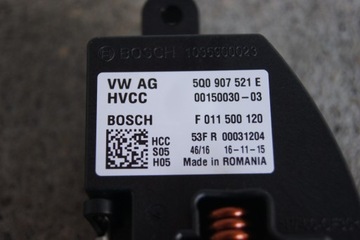 BOSCH
VW AG 5Q0 907 521 E
HVCC 00150030-03
BOSCH F 011 500 120
HCC 53F R 00031204
S05 46/16 16-11-15
H05 Made in ROMANIA